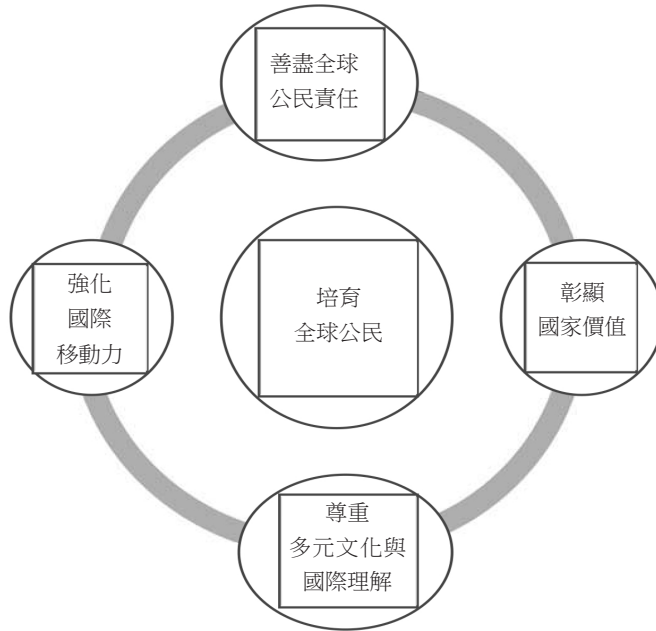 善盡全球
公民責任
強化
國際
移動力
培育
全球公民
彰顯
國家價值
尊重
多元文化與
國際理解